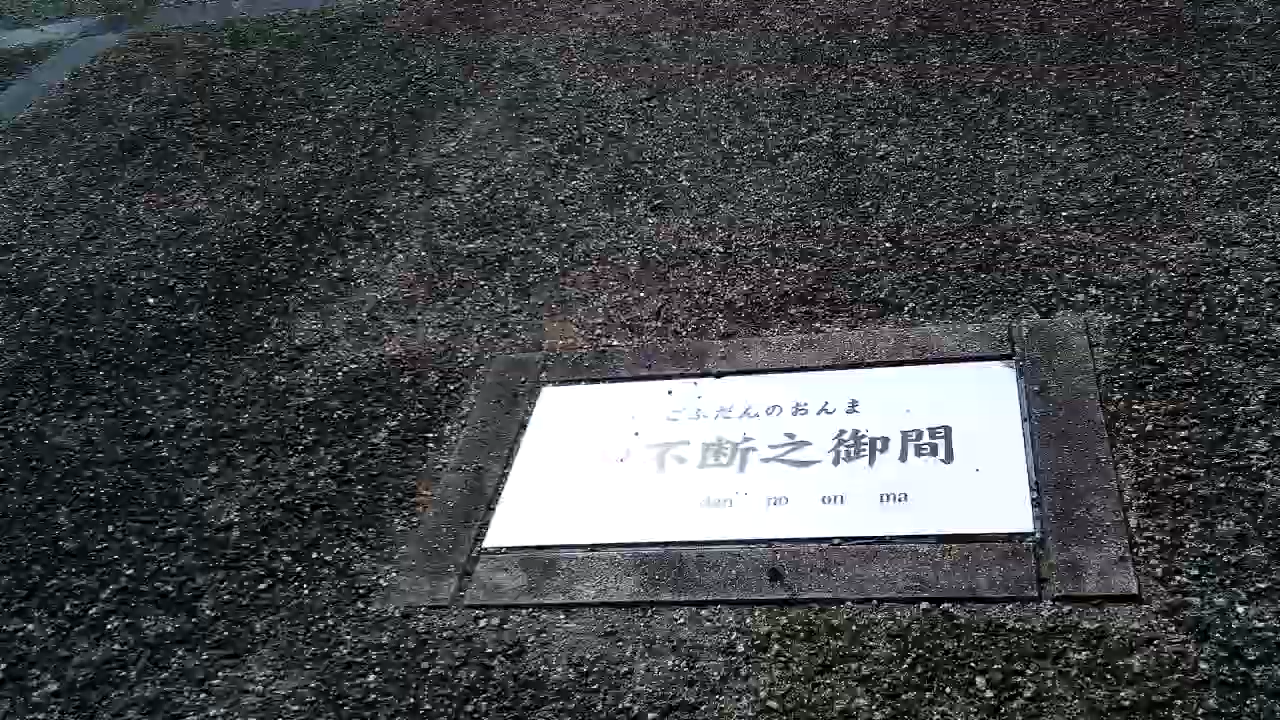 ごふだんのおんま
不断之御間
dan no on ma